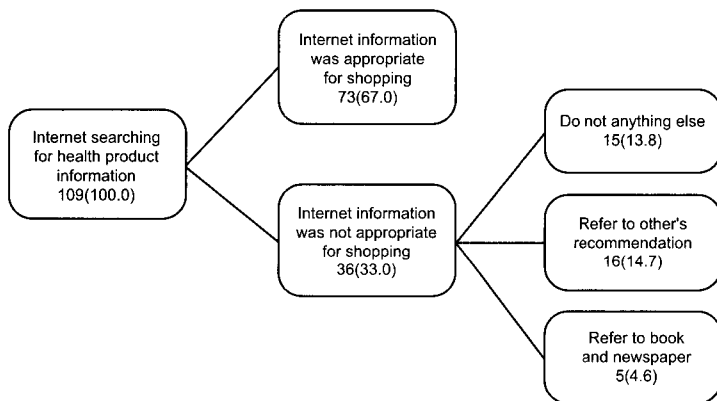 Internet information
was appropriate
for shopping
73(67.0)
Internet searching
for health product
information
109(100.0)
Internet information
was not appropriate
for shopping
36(33.0)
Do not anything else
15(13.8)
Refer to other's
recommendation
16(14.7)
Refer to book
and newspaper
5(4.6)